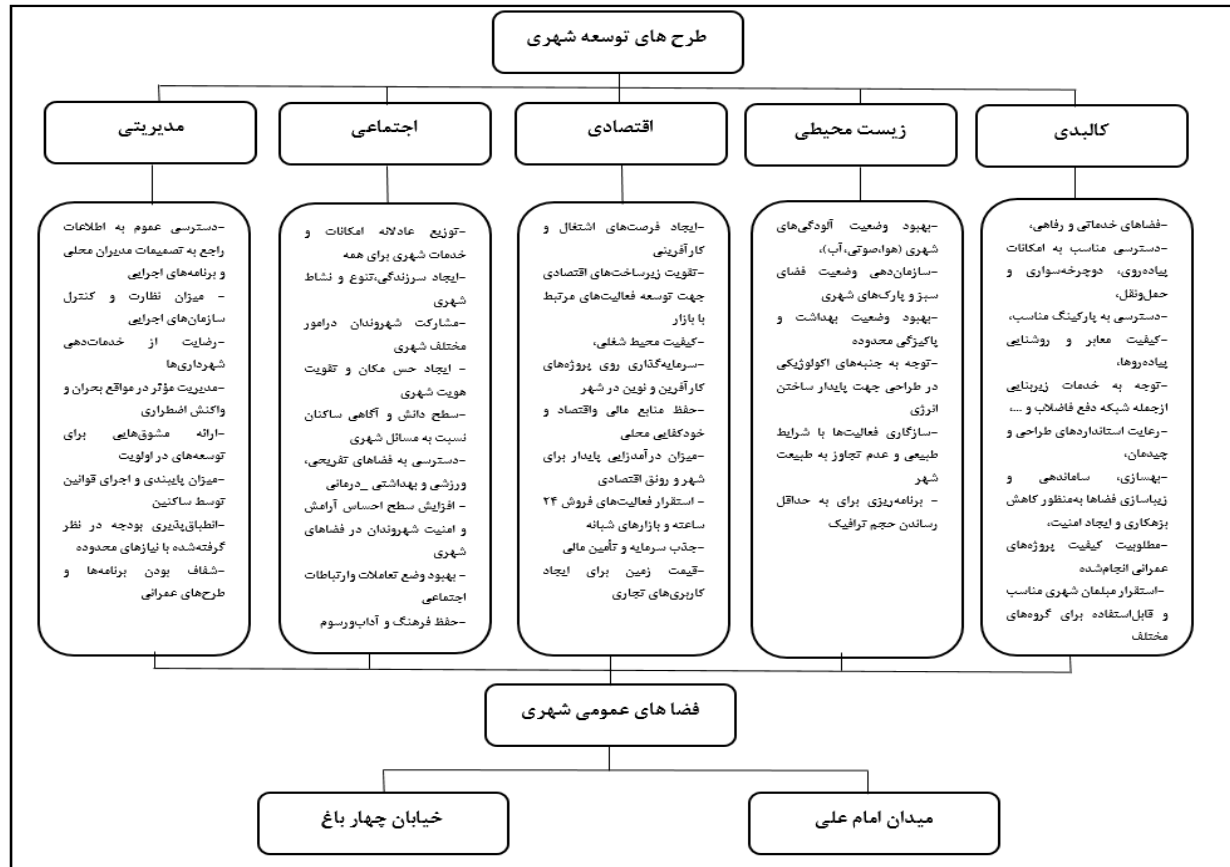 طرح های توسعه شهری
کالبدی
زیست محیطی
اقتصادی
اجتماعی
مدیریتی
-فضاهای خدماتی و رفاهی،
-دسترسی مناسب به امکانات
پیاده‌روی، دوچرخه‌سواری و
حمل‌ونقل،
-دسترسی به پارکینگ مناسب،
-کیفیت معابر و روشنایی
پیاده‌روها،
-توجه به خدمات زیربنایی
ازجمله شبکه دفع فاضلاب و ...،
-رعایت استانداردهای طراحی و
چیدمان،
-بهسازی، ساماندهی و
زیباسازی فضاها به‌منظور کاهش
بزهکاری و ایجاد امنیت،
-مطلوبیت کیفیت پروژه‌های
عمرانی انجام‌شده
-استقرار مبلمان شهری مناسب
و قابل‌استفاده برای گروه‌های
مختلف
-بهبود وضعیت آلودگی‌های
شهری (هوا،صوتی،آب)،
-سازمان‌دهی وضعیت فضای
سبز و پارک‌های شهری
-بهبود وضعیت بهداشت و
پاکیزگی محدوده
-توجه به جنبه‌های اکولوژیکی
در طراحی جهت پایدار ساختن
انرژی
-سازگاری فعالیت‌ها با شرایط
طبیعی و عدم تجاوز به طبیعت
شهر
- برنامه‌ریزی برای به حداقل
رساندن حجم ترافیک
-ایجاد فرصت‌های اشتغال و
کارآفرینی
-تقویت زیرساخت‌های اقتصادی
جهت توسعه فعالیت‌های مرتبط
با بازار
-کیفیت محیط شغلی،
-سرمایه‌گذاری روی پروژه‌های
کارآفرین و نوین در شهر
-حفظ منابع مالی واقتصاد و
خودکفایی محلی
-میزان درآمدزایی پایدار برای
شهر و رونق اقتصادی
- استقرار فعالیت‌های فروش ۲۴
ساعته و بازارهای شبانه
-جذب سرمایه و تأمین مالی
-قیمت زمین برای ایجاد
کاربری‌های تجاری
-توزیع عادلانه امکانات و
خدمات شهری برای همه
-ایجاد سرزندگی،تنوع و نشاط
شهری
-مشارکت شهروندان درامور
مختلف شهری
- ایجاد حس مکان و تقویت
هویت شهری
-سطح دانش و آگاهی ساکنان
نسبت به مسائل شهری
-دسترسی به فضاهای تفریحی،
ورزشی و بهداشتی _درمانی
- افزایش سطح احساس آرامش
و امنیت شهروندان در فضاهای
شهری
- بهبود وضع تعاملات وارتباطات
اجتماعی
-حفظ فرهنگ و آداب‌ورسوم
-دسترسی عموم به اطلاعات
راجع به تصمیمات مدیران محلی
و برنامه‌های اجرایی
- میزان نظارت و کنترل
سازمان‌های اجرایی
-رضایت از خدمات‌دهی
شهرداری‌ها
-مدیریت مؤثر در مواقع بحران و
واکنش اضطراری
-ارائه مشوق‌هایی برای
توسعه‌های در اولویت
-میزان پایبندی و اجرای قوانین
توسط ساکنین
-انطباق‌پذیری بودجه در نظر
گرفته‌شده با نیازهای محدوده
-شفاف بودن برنامه‌ها و
طرح‌های عمرانی
فضا های عمومی شهری
میدان امام علی
خیابان چهار باغ